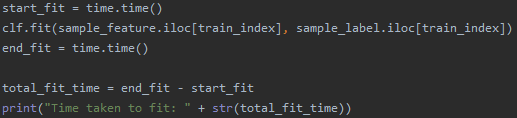 start_fit = time.time()
clf.fit(sample_feature.iloc[train_index], sample_label.iloc[train_index])
end_fit = time.time()
total_fit_time = end_fit - start_fit
print("Time taken to fit: " + str(total_fit_time))